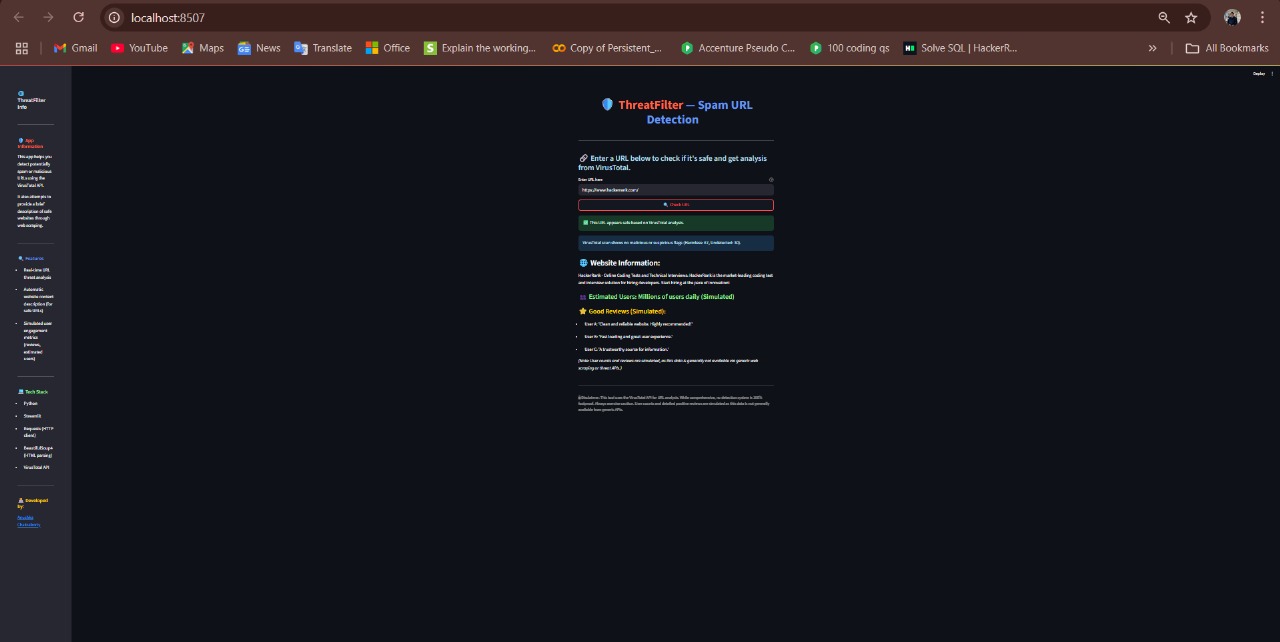 localhost:8507
Gmail
YouTube
Maps
News
Translate
Office
Explain the working...
Copy of Persistent_...
Accenture Pseudo C...
100 coding qs
Solve SQL | HackerR...
All Bookmarks
Deploy
ThreatFilter
Info
App
Information
This app helps you
detect potentially
spam or malicious
URLs using the
VirusTotal API.
It also attempts to
provide a brief
description of safe
websites through
web scraping.
Features
Real-time URL
threat analysis
Automatic
website content
description (for
safe URLs)
Simulated user
engagement
metrics
(reviews,
estimated
users)
Tech Stack
Python
Streamlit
Requests (HTTP
client)
BeautifulSoup4
(HTML parsing)
VirusTotal API
Developed
by:
ThreatFilter — Spam URL
Detection
Enter a URL below to check if it's safe and get analysis
from VirusTotal.
Enter URL here
https://www.hackerrank.com/
Check URL
This URL appears safe based on VirusTotal analysis.
VirusTotal scan shows no malicious or suspicious flags (Harmless: 67, Undetected: 30).
Website Information:
HackerRank - Online Coding Tests and Technical Interviews. HackerRank is the market-leading coding test
and interview solution for hiring developers. Start hiring at the pace of innovation!
Estimated Users: Millions of users daily (Simulated)
Good Reviews (Simulated):
User A: "Clean and reliable website. Highly recommended!"
User B: "Fast loading and great user experience."
User C: "A trustworthy source for information."
(Note: User counts and reviews are simulated, as this data is generally not available via generic web
scraping or threat APIs.)
Disclaimer: This tool uses the VirusTotal API for URL analysis. While comprehensive, no detection system is 100%
foolproof. Always exercise caution. User counts and detailed positive reviews are simulated as this data is not generally
available from generic APIs.